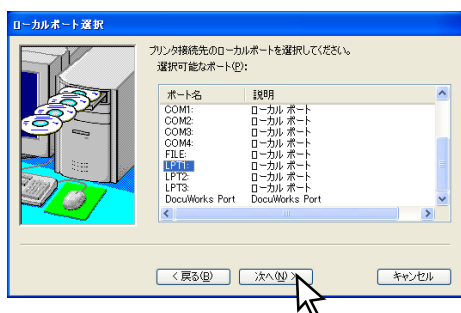 ローカルポート選択
プリンタ接続先のローカルポートを選択してください。
選択可能なポート(P):
ポート名 説明
COM1: ローカル ポート
COM2: ローカル ポート
COM3: ローカル ポート
COM4: ローカル ポート
FILE: ローカル ポート
LPT1: ローカル ポート
LPT2: ローカル ポート
LPT3: ローカル ポート
DocuWorks Port DocuWorks Port
< 戻る(B) 次へ(N) > キャンセル